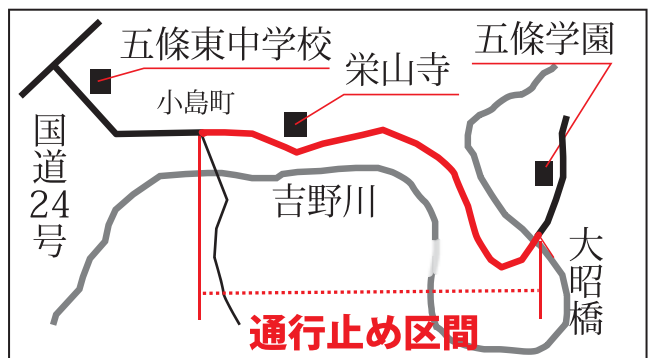 五條東中学校
栄山寺
五條学園
小島町
国道24号
吉野川
大昭橋
通行止め区間